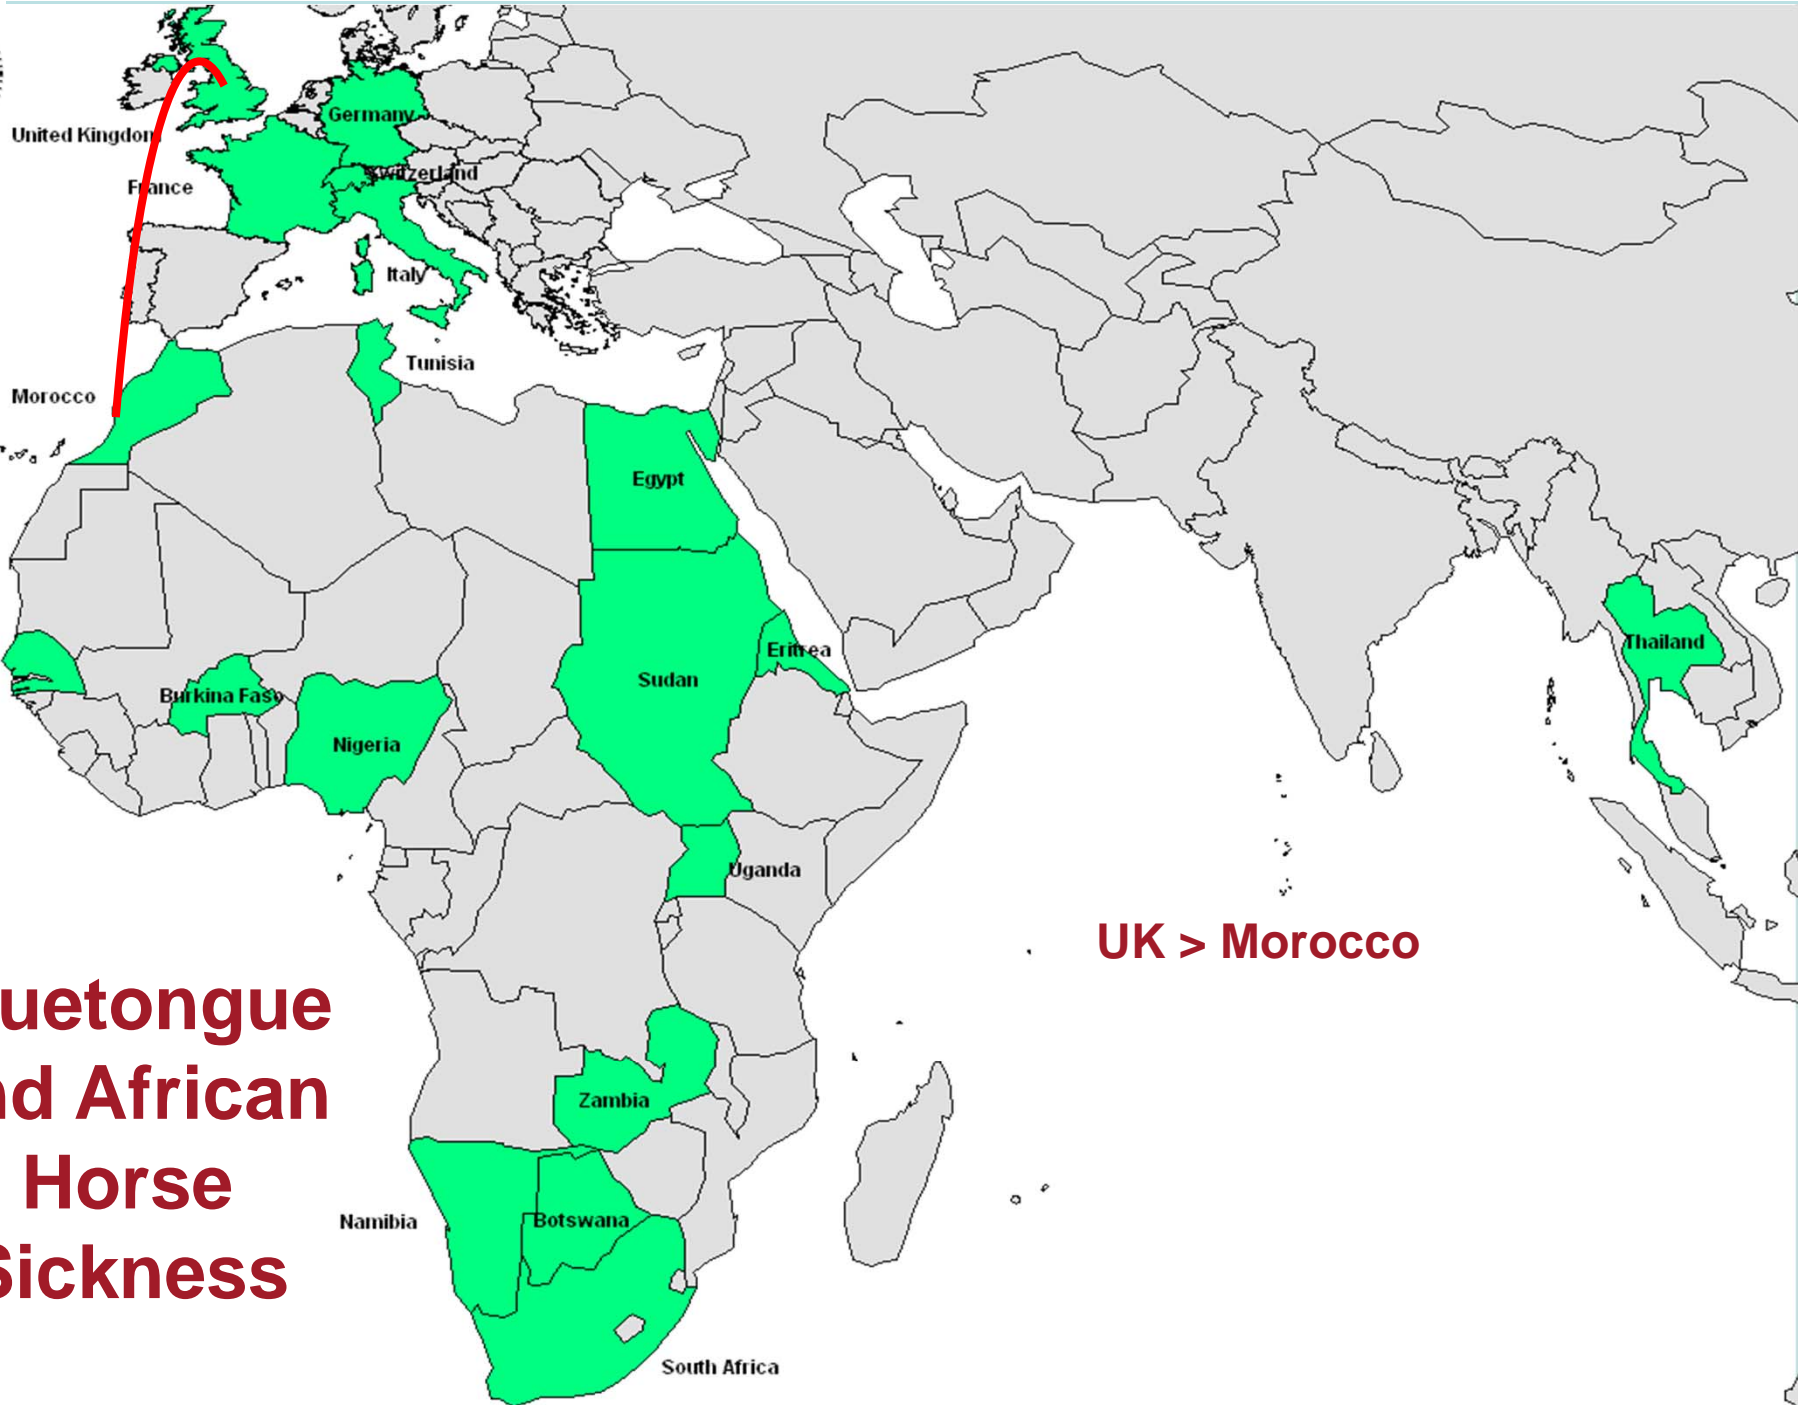 Germany
United Kingdom
Switzerland
France
Italy
Tunisia
Morocco
Egypt
Thailand
Eritrea
Sudan
Burkina Faso
Nigeria
Uganda
UK > Morocco
uetongue
nd African
Horse
Sickness
Zambia
Namibia
Botswana
South Africa